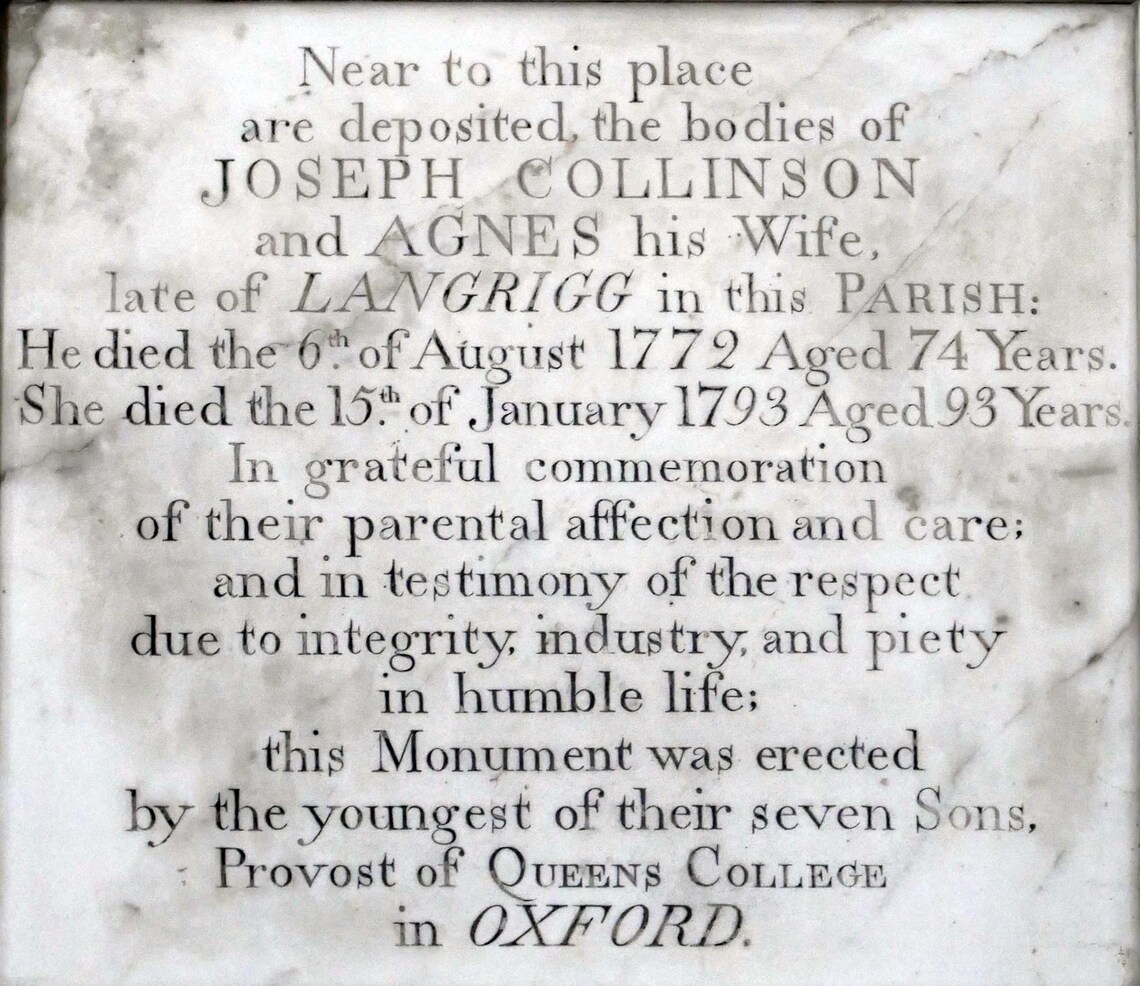 Near to this place
are deposited, the bodies of
JOSEPH COLLINSON
and AGNES his Wife,
late of LANGRIGG in this PARISH:
He died the 6th. of August 1772 Aged 74 Years.
She died the 15th. of January 1793 Aged 93 Years.
In grateful commemoration
of their parental affection and care;
and in testimony of the respect
due to integrity, industry, and piety
in humble life;
this Monument was erected
by the youngest of their seven Sons,
Provost of QUEENS COLLEGE
in OXFORD.